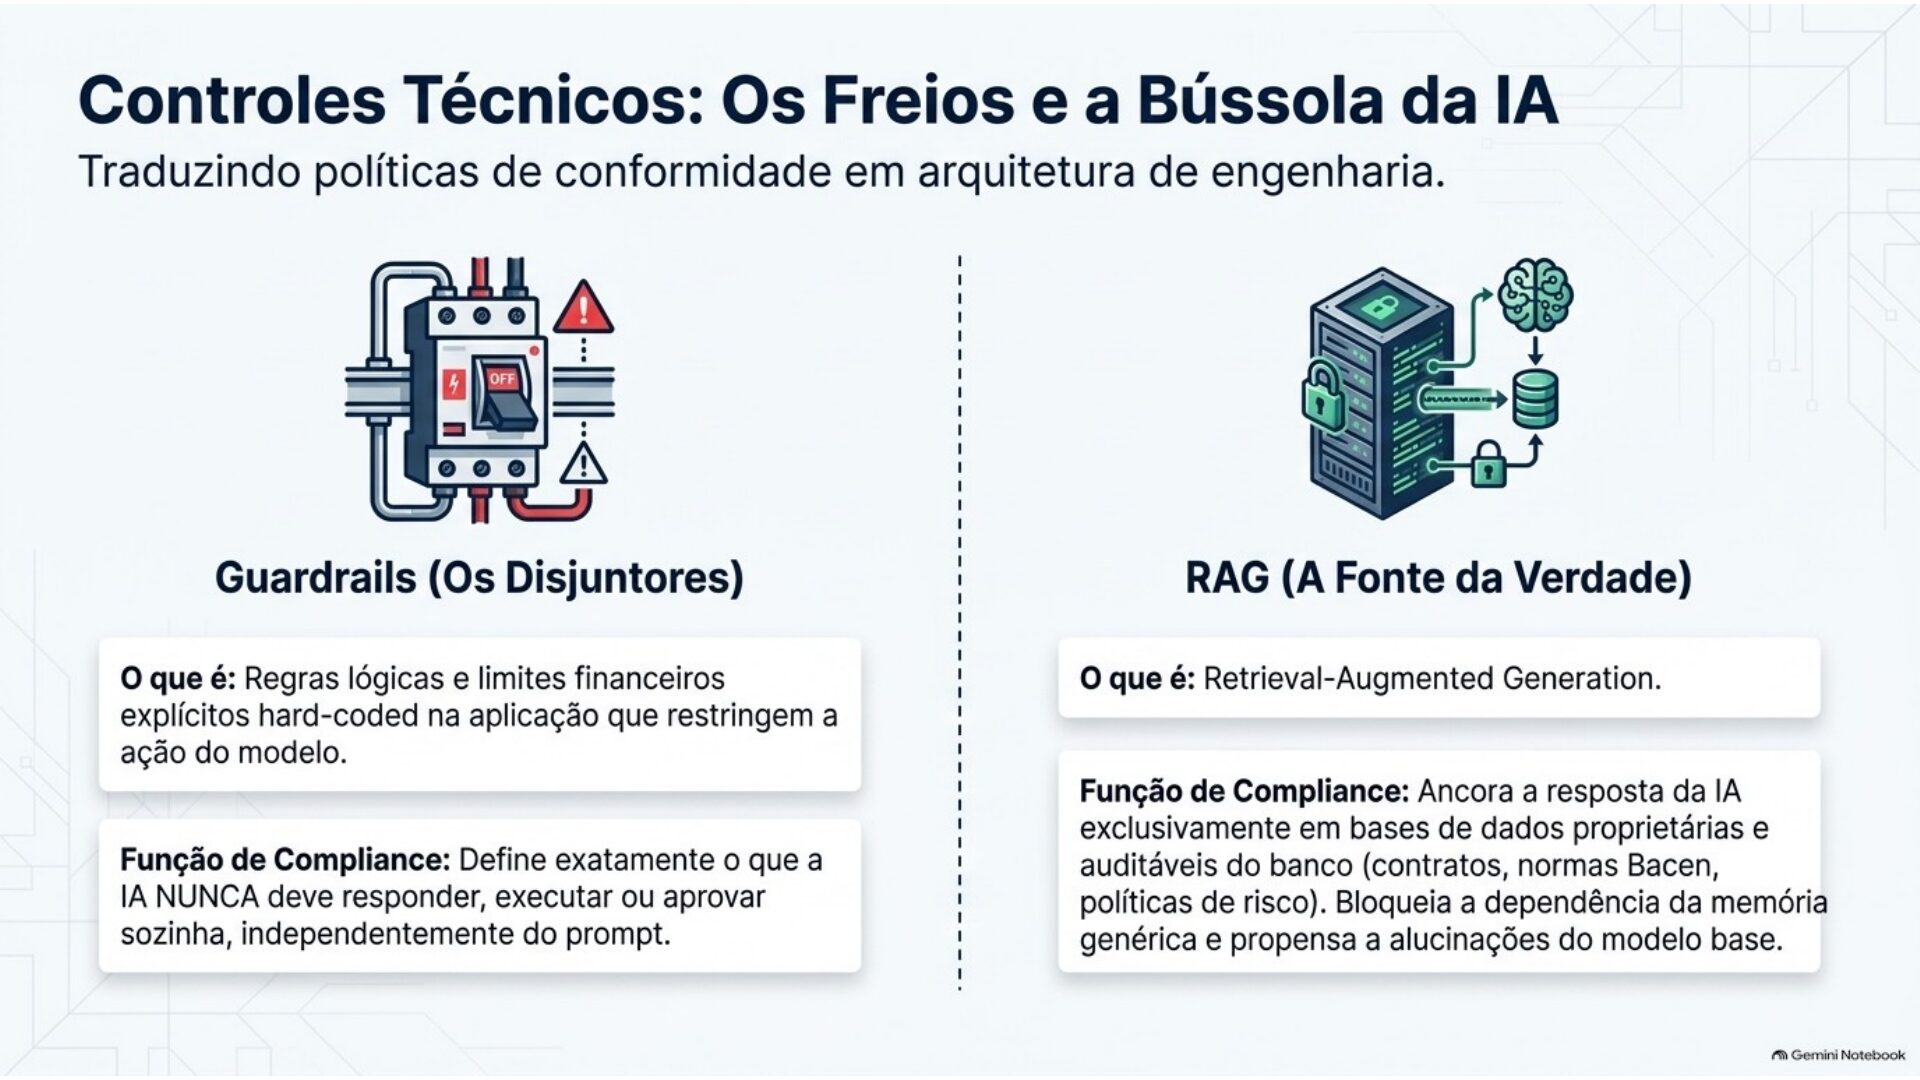 Controles Técnicos: Os Freios e a Bússola da IA
Traduzindo políticas de conformidade em arquitetura de engenharia.
OFF
Guardrails (Os Disjuntores)
O que é: Regras lógicas e limites financeiros
explícitos hard-coded na aplicação que restringem a
ação do modelo.
Função de Compliance: Define exatamente o que a
IA NUNCA deve responder, executar ou aprovar
sozinha, independentemente do prompt.
RAG (A Fonte da Verdade)
O que é: Retrieval-Augmented Generation.
Função de Compliance: Ancora a resposta da IA
exclusivamente em bases de dados proprietárias e
auditáveis do banco (contratos, normas Bacen,
políticas de risco). Bloqueia a dependência da memória
genérica e propensa a alucinações do modelo base.
Gemini Notebook